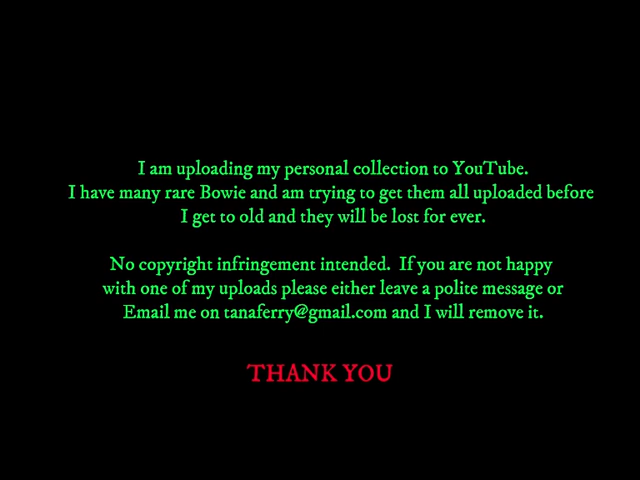 I am uploading my personal collection to YouTube.
I have many rare Bowie and am trying to get them all uploaded before
I get to old and they will be lost for ever.
No copyright infringement intended.  If you are not happy
with one of my uploads please either leave a polite message or
Email me on tanaferry@gmail.com and I will remove it.
THANK YOU